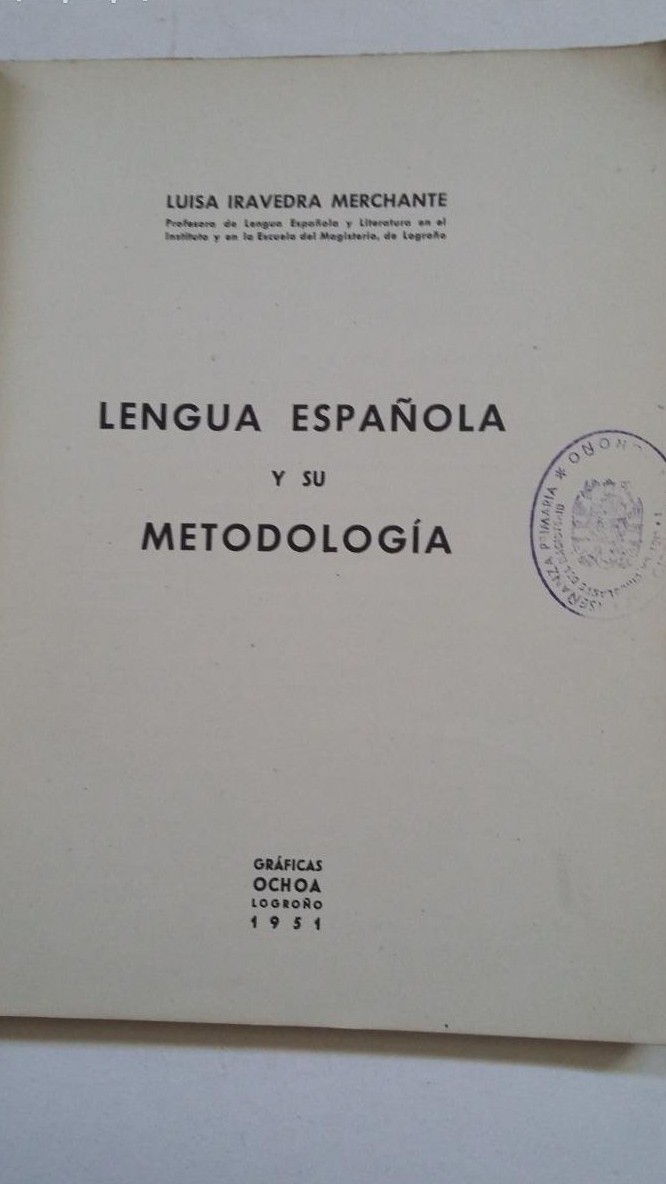 LUISA IRAVEDRA MERCHANTE
Profesora de Lengua Española y Literatura en el
Instituto y en la Escuela del Magisterio, de Logroño
LENGUA ESPAÑOLA
Y SU
METODOLOGÍA
PRIMARIA
GRÁFICAS
OCHOA
LOGROÑO
1951